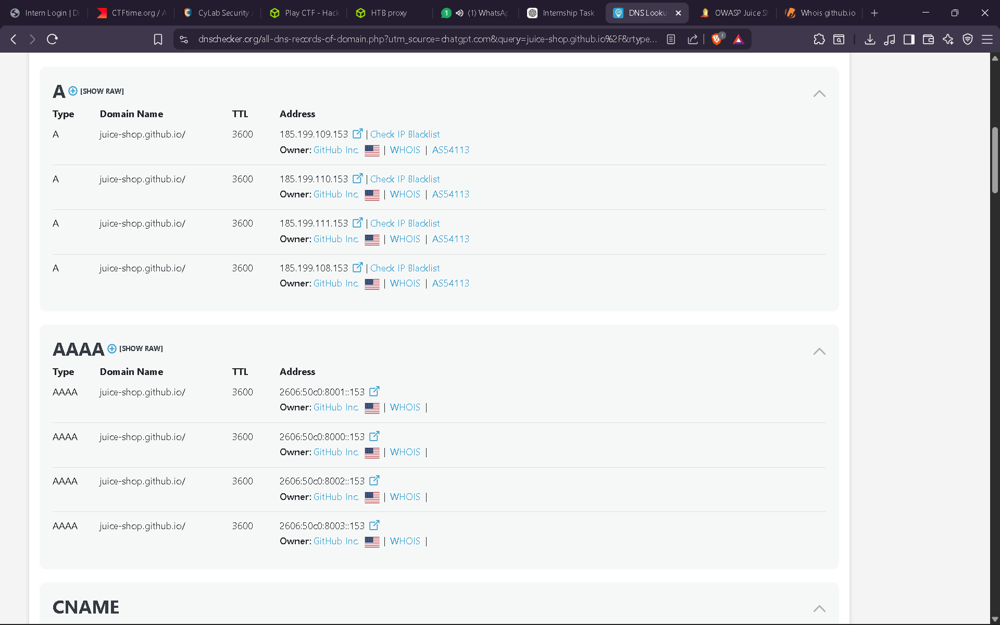 Intern Login | Di
CTFtime.org / A
CyLab Security A
Play CTF - Hack
HTB proxy
1 (1) WhatsAp
Internship Task
DNS Looku
OWASP Juice Sh
Whois github.io
dnschecker.org/all-dns-records-of-domain.php?utm_source=chatgpt.com&query=juice-shop.github.io%2F&rtype...
2
A [SHOW RAW]
Type Domain Name TTL Address
A juice-shop.github.io/ 3600 185.199.109.153 | Check IP Blacklist
Owner: GitHub Inc. | WHOIS | AS54113
A juice-shop.github.io/ 3600 185.199.110.153 | Check IP Blacklist
Owner: GitHub Inc. | WHOIS | AS54113
A juice-shop.github.io/ 3600 185.199.111.153 | Check IP Blacklist
Owner: GitHub Inc. | WHOIS | AS54113
A juice-shop.github.io/ 3600 185.199.108.153 | Check IP Blacklist
Owner: GitHub Inc. | WHOIS | AS54113
AAAA [SHOW RAW]
Type Domain Name TTL Address
AAAA juice-shop.github.io/ 3600 2606:50c0:8001::153
Owner: GitHub Inc. | WHOIS |
AAAA juice-shop.github.io/ 3600 2606:50c0:8000::153
Owner: GitHub Inc. | WHOIS |
AAAA juice-shop.github.io/ 3600 2606:50c0:8002::153
Owner: GitHub Inc. | WHOIS |
AAAA juice-shop.github.io/ 3600 2606:50c0:8003::153
Owner: GitHub Inc. | WHOIS |
CNAME